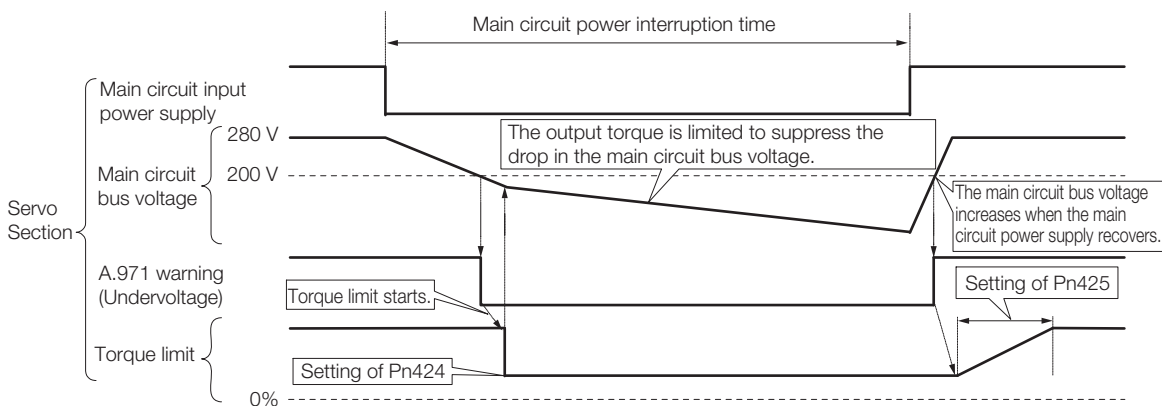 Main circuit power interruption time
Main circuit input
power supply
280 V
The output torque is limited to suppress the
drop in the main circuit bus voltage.
200 V
Main circuit
bus voltage
The main circuit bus voltage
increases when the main
circuit power supply recovers.
Servo
Section
A.971 warning
(Undervoltage)
Torque limit starts.
Setting of Pn425
Torque limit
Setting of Pn424
0%